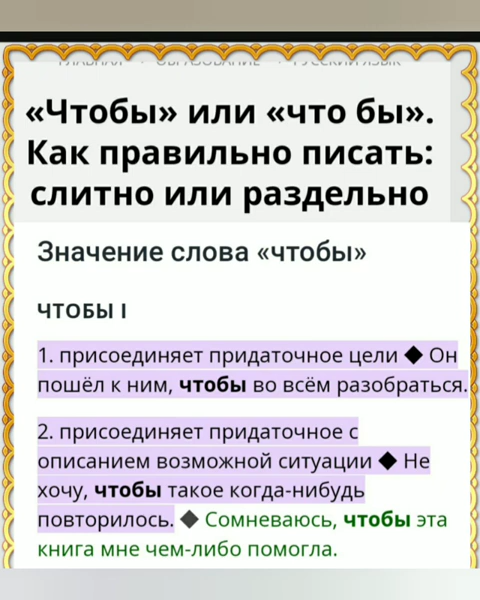 «Чтобы» или «что бы».
Как правильно писать:
слитно или раздельно
Значение слова «чтобы»
ЧТОБЫ I
1. присоединяет придаточное цели ◆ Он
пошёл к ним, чтобы во всём разобраться.
2. присоединяет придаточное с
описанием возможной ситуации ◆ Не
хочу, чтобы такое когда-нибудь
повторилось. ◆ Сомневаюсь, чтобы эта
книга мне чем-либо помогла.